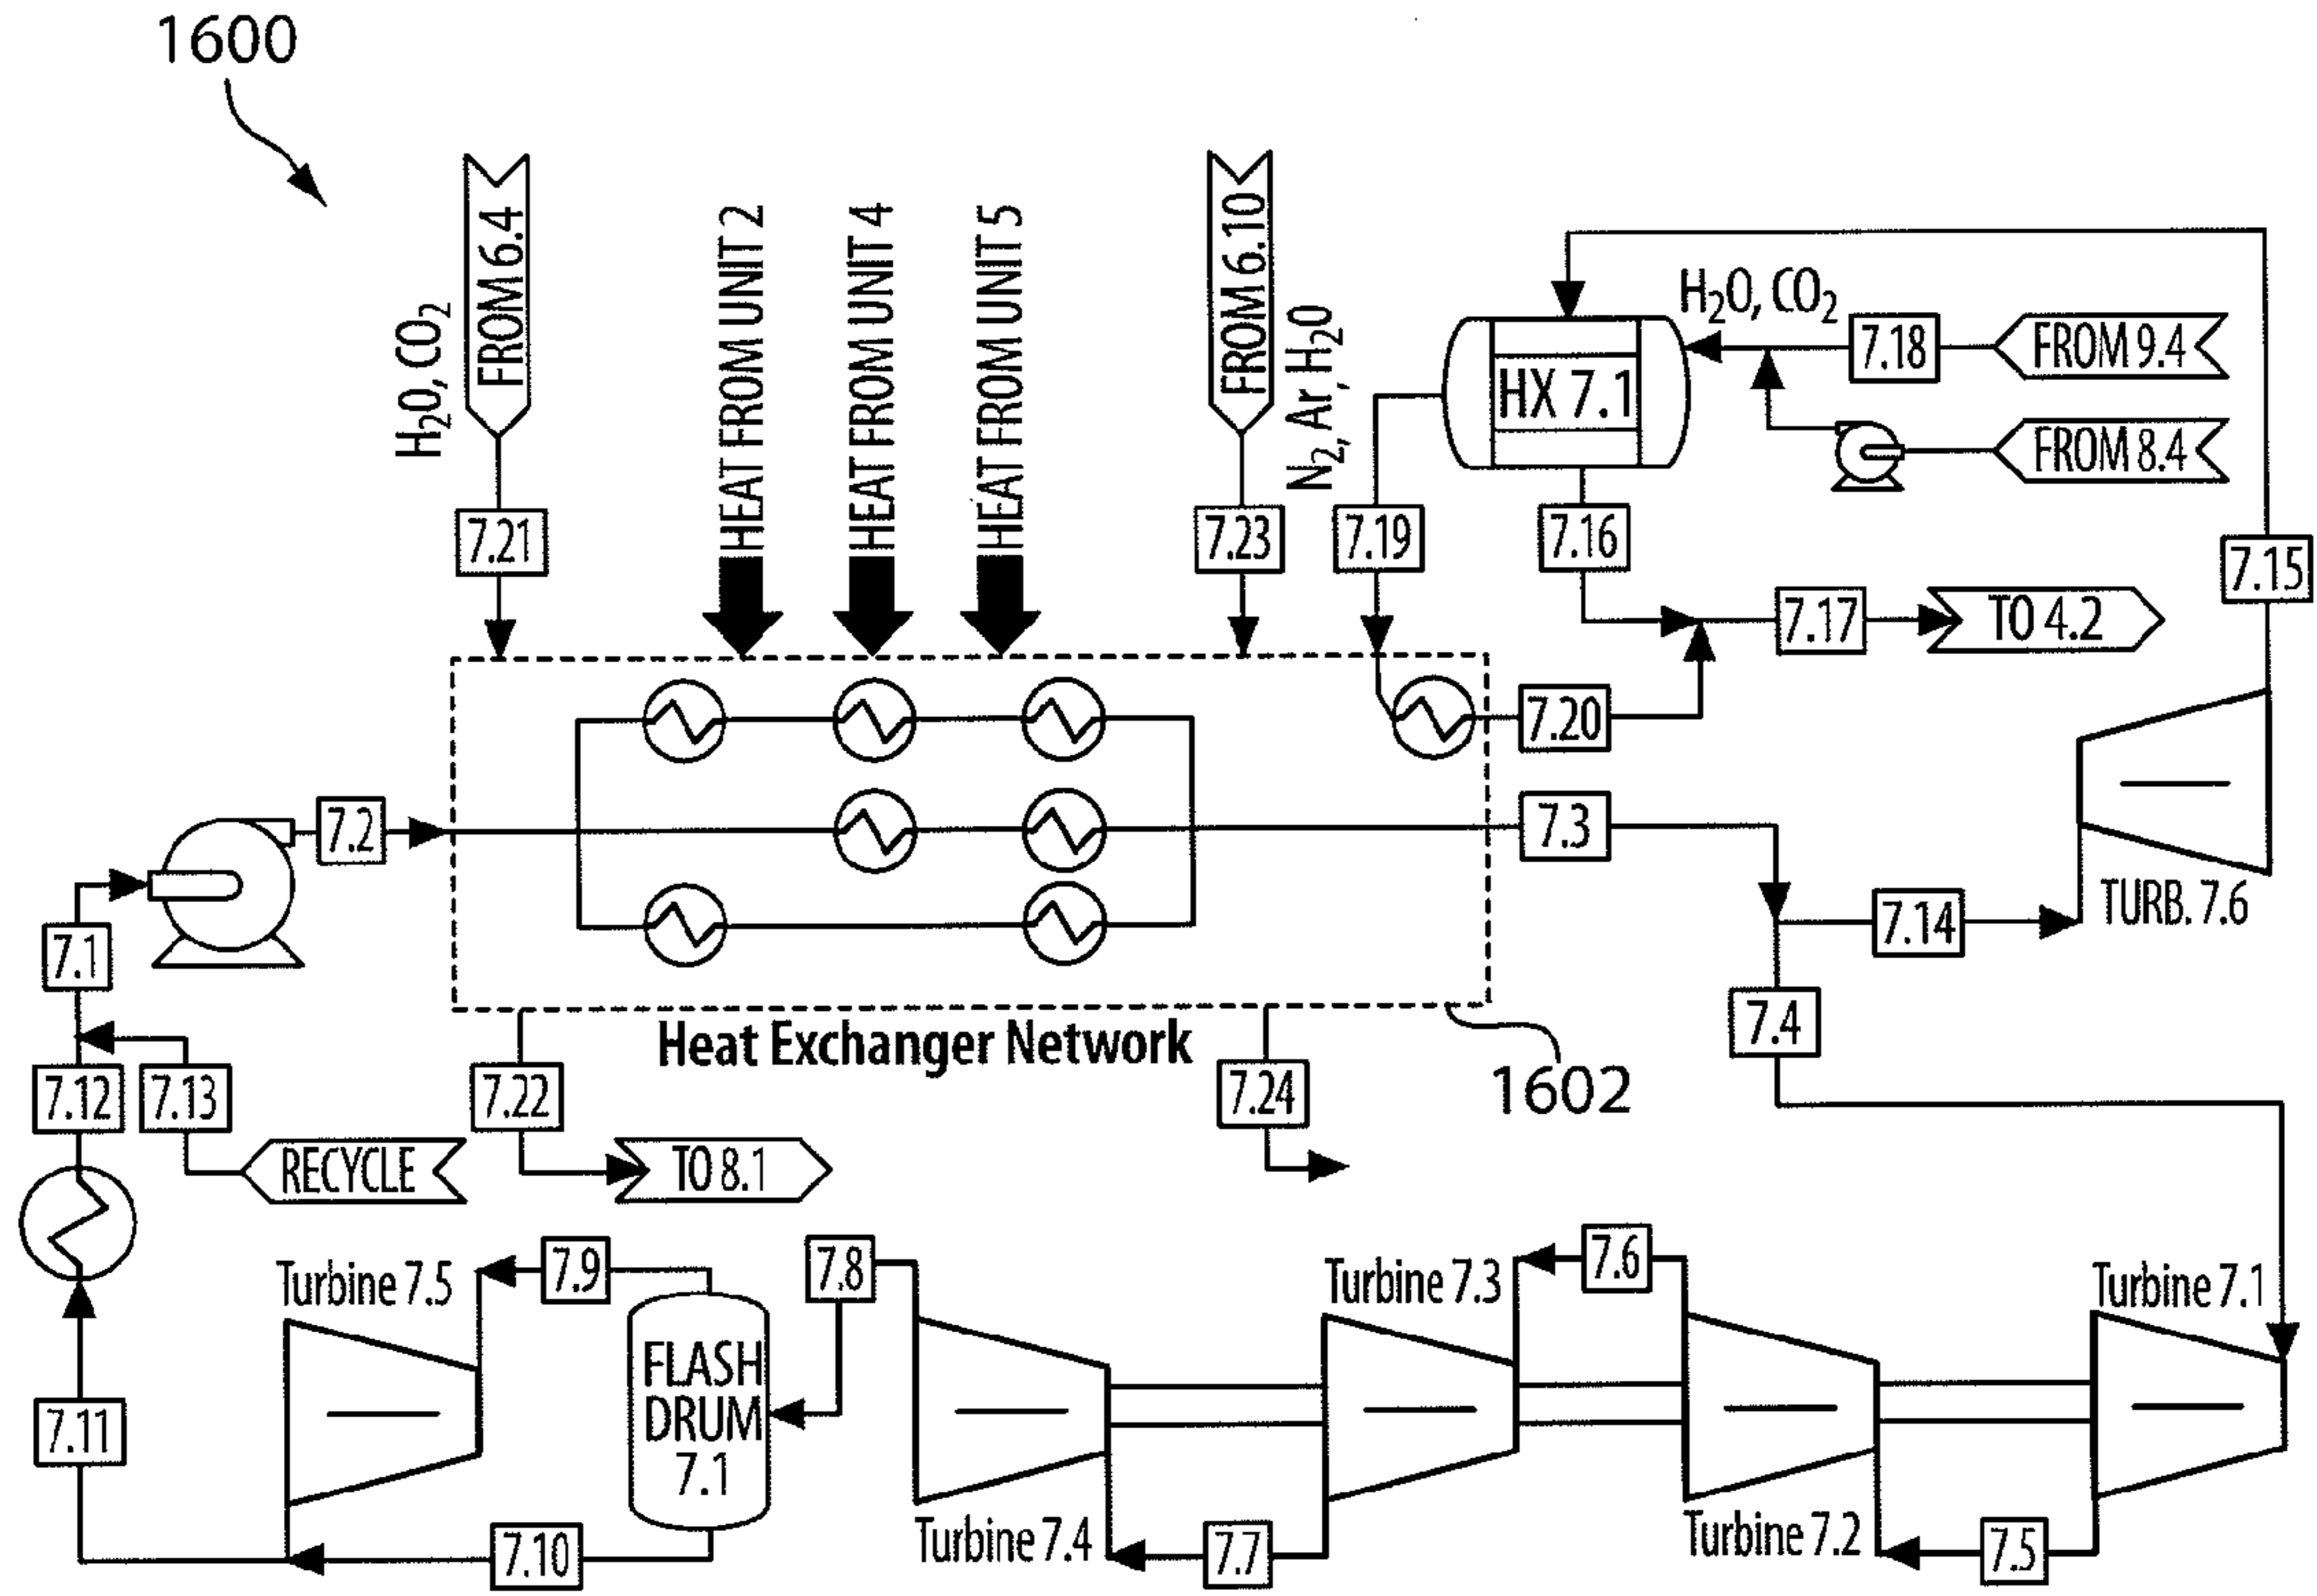 1600
H₂O, CO₂
FROM 6.4
HEAT FROM UNIT 2
HEAT FROM UNIT 4
HEAT FROM UNIT 5
FROM 6.10
N₂, Ar, H₂O
H₂O, CO₂
HX 7.1
7.18
FROM 9.4
FROM 8.4
7.21
7.23
7.19
7.16
7.15
7.17
TO 4.2
7.20
7.2
7.3
7.14
TURB. 7.6
7.1
7.4
Heat Exchanger Network
1602
7.12
7.13
7.22
7.24
RECYCLE
TO 8.1
Turbine 7.5
7.9
7.8
Turbine 7.3
7.6
Turbine 7.1
FLASH
DRUM
7.1
7.11
7.10
Turbine 7.4
7.7
Turbine 7.2
7.5